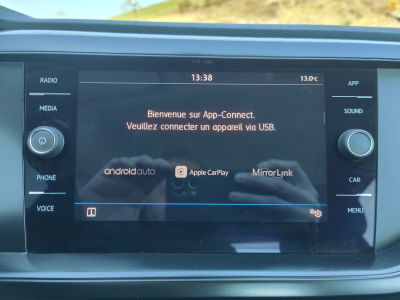 RADIO
MEDIA
PHONE
VOICE
13:38
13.0°C
Bienvenue sur App-Connect.
Veuillez connecter un appareil via USB.
androidauto
Apple CarPlay
MirrorLink
APP
SOUND
CAR
MENU